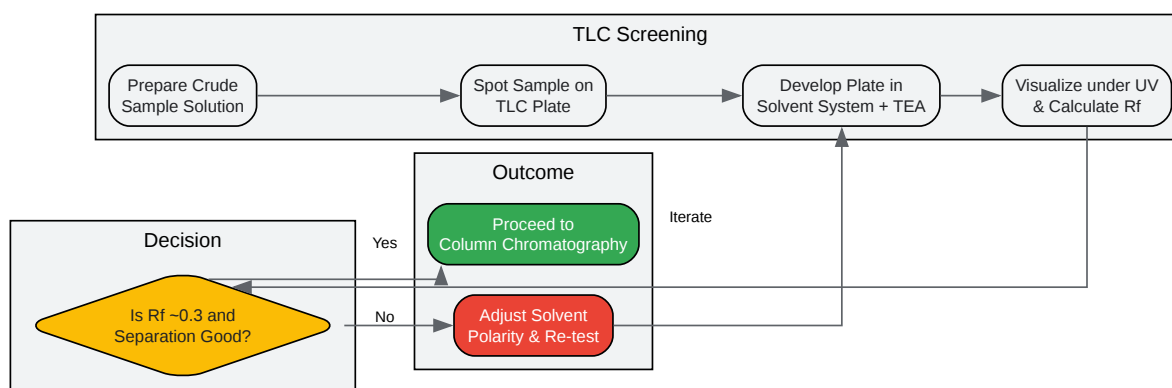 TLC Screening
Prepare Crude
Sample Solution
Spot Sample on
TLC Plate
Develop Plate in
Solvent System + TEA
Visualize under UV
& Calculate Rf
Outcome
Proceed to
Column Chromatography
Iterate
Decision
Yes
Is Rf ~0.3 and
Separation Good?
No
Adjust Solvent
Polarity & Re-test